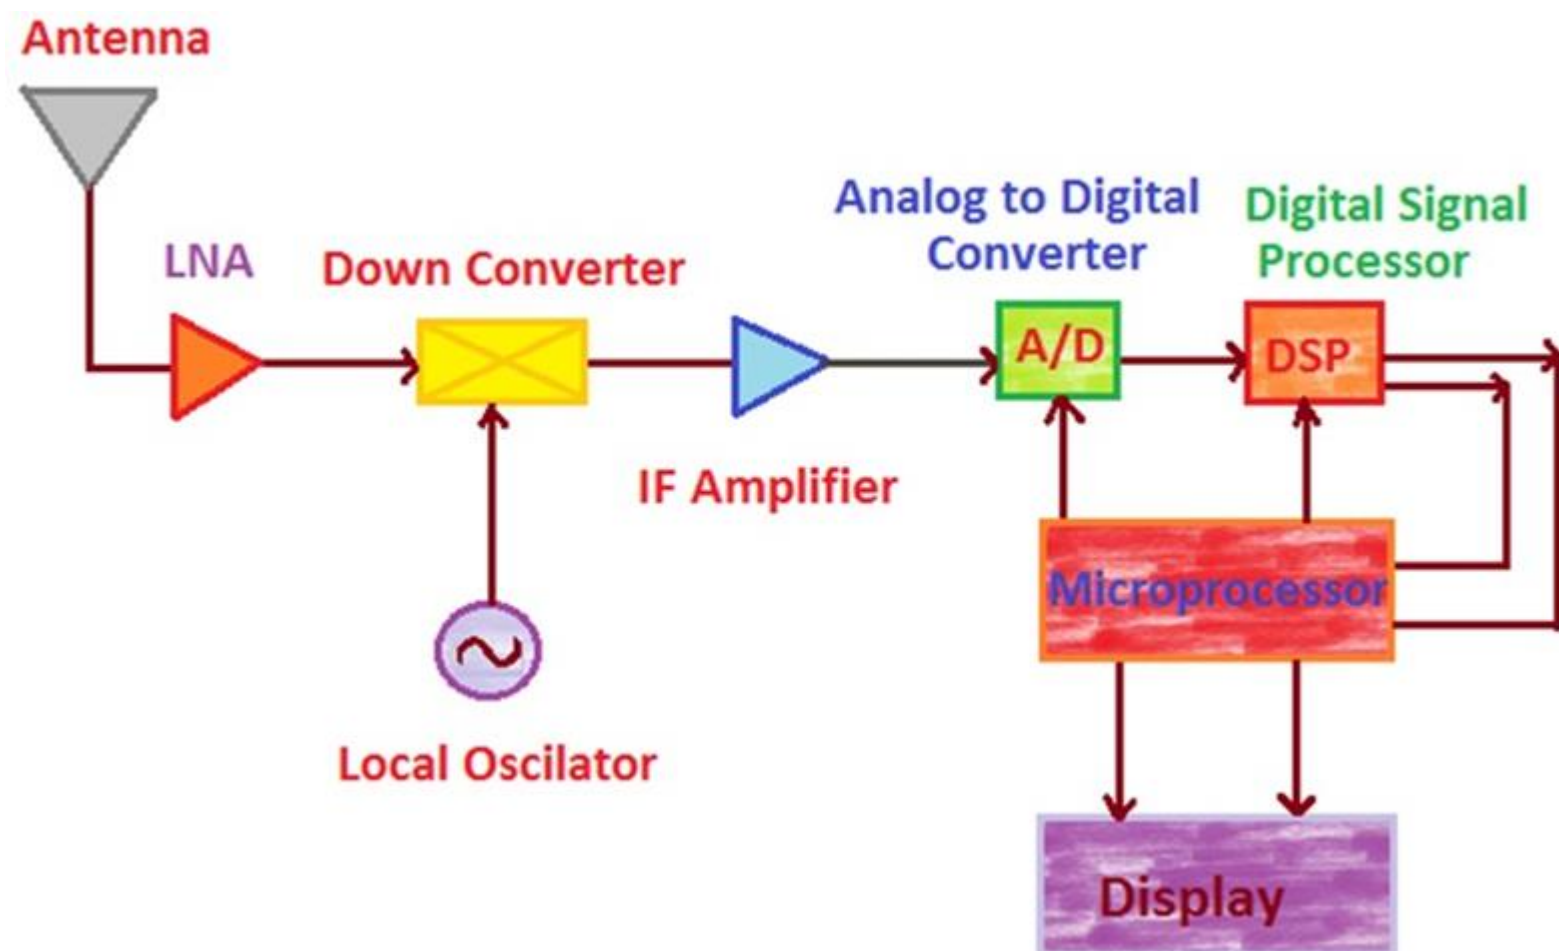 Antenna
LNA
Down Converter
Analog to Digital
Converter
Digital Signal
Processor
A/D
DSP
IF Amplifier
Microprocessor
Local Oscilator
Display